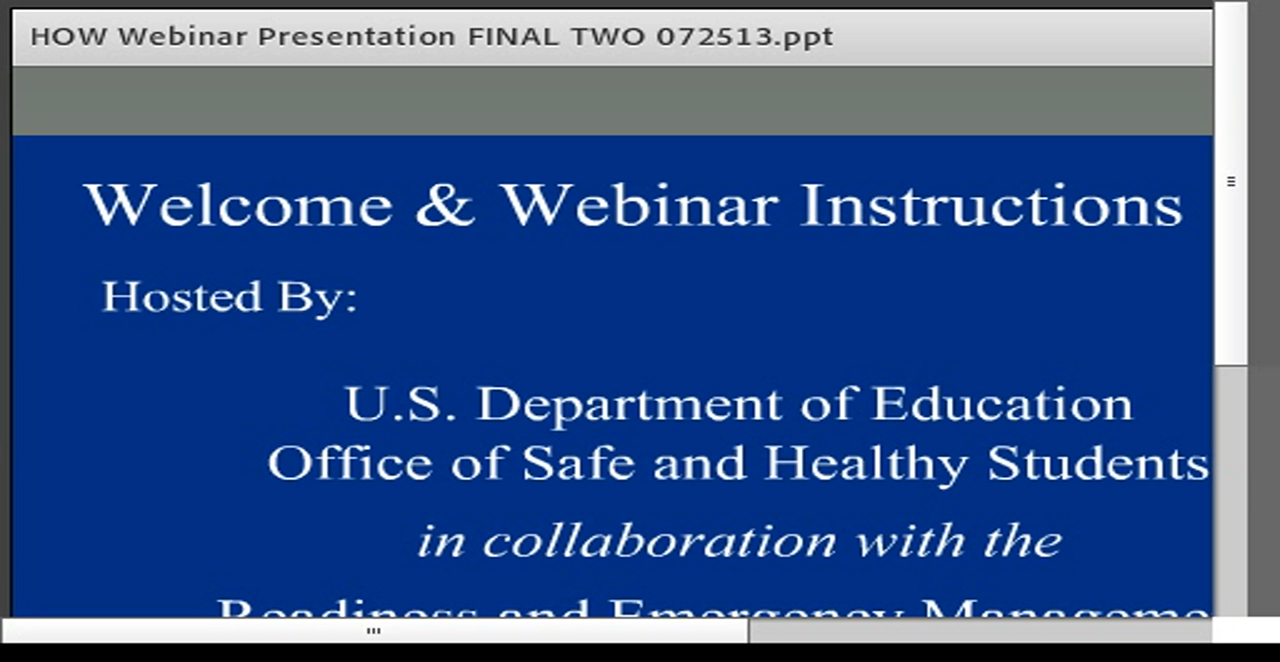 HOW Webinar Presentation FINAL TWO 072513.ppt
Welcome & Webinar Instructions
Hosted By:
U.S. Department of Education
Office of Safe and Healthy Students
in collaboration with the
Readiness and Emergency